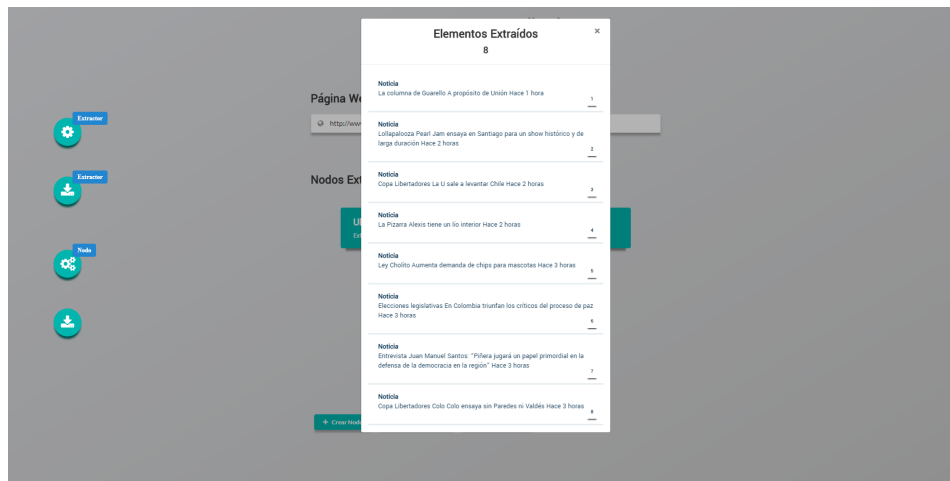 Elementos Extraídos
×
8
Noticia
La columna de Guarello A propósito de Unión Hace 1 hora
1
Noticia
Lollapalooza Pearl Jam ensaya en Santiago para un show histórico y de
larga duración Hace 2 horas
2
Noticia
Copa Libertadores La U sale a levantar Chile Hace 2 horas
3
Noticia
La Pizarra Alexis tiene un lío interior Hace 2 horas
4
Noticia
Ley Cholito Aumenta demanda de chips para mascotas Hace 3 horas
5
Noticia
Elecciones legislativas En Colombia triunfan los críticos del proceso de paz
Hace 3 horas
6
Noticia
Entrevista Juan Manuel Santos: "Piñera jugará un papel primordial en la
defensa de la democracia en la región" Hace 3 horas
7
Noticia
Copa Libertadores Colo Colo ensaya sin Paredes ni Valdés Hace 3 horas
8
Página We
http://www
Nodos Ext
Ul
Ext
+ Crear Nodo
Extractor
Extractor
Nodo